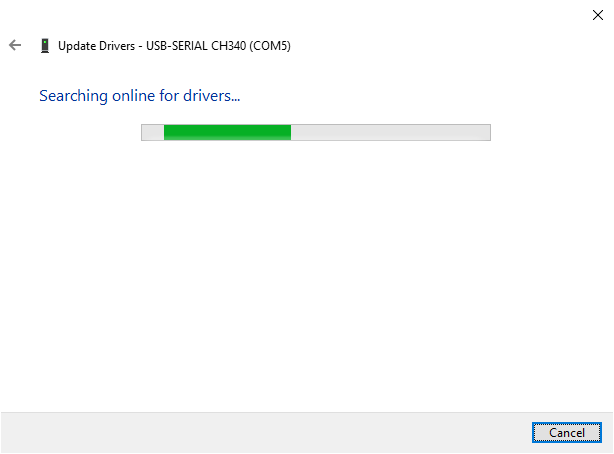 Update Drivers - USB-SERIAL CH340 (COM5)
Searching online for drivers...
Cancel